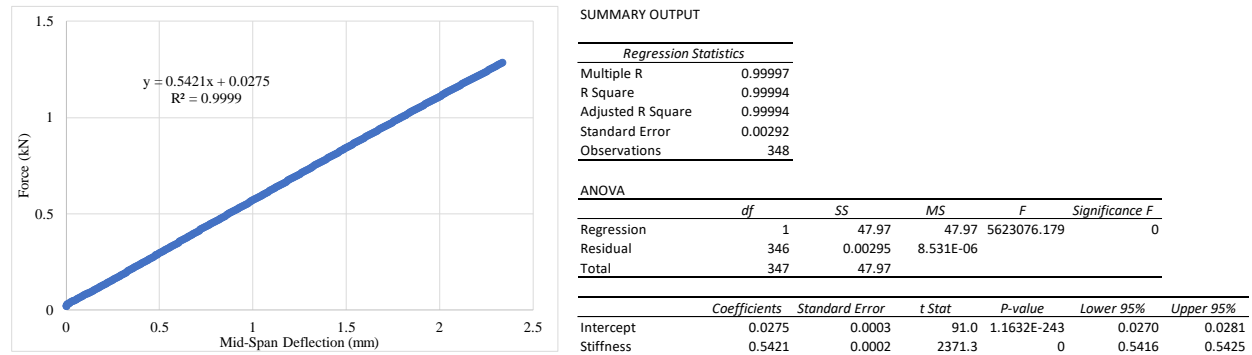 1.5
1
0.5
0
0
0.5
1
1.5
2
2.5
Force (kN)
Mid-Span Deflection (mm)
y = 0.5421x + 0.0275
R² = 0.9999
SUMMARY OUTPUT
Regression Statistics
Multiple R 0.99997
R Square 0.99994
Adjusted R Square 0.99994
Standard Error 0.00292
Observations 348
ANOVA
df SS MS F Significance F
Regression 1 47.97 47.97 5623076.179 0
Residual 346 0.00295 8.531E-06
Total 347 47.97
Coefficients Standard Error t Stat P-value Lower 95% Upper 95%
Intercept 0.0275 0.0003 91.0 1.1632E-243 0.0270 0.0281
Stiffness 0.5421 0.0002 2371.3 0 0.5416 0.5425